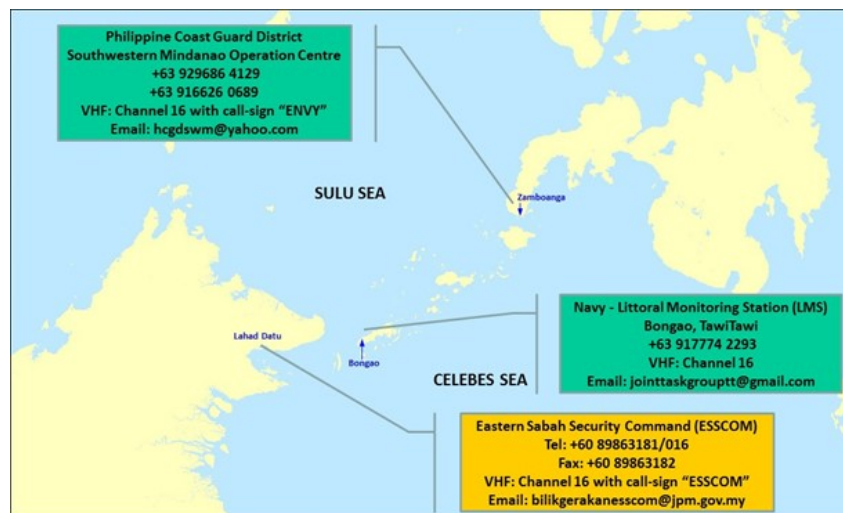 Philippine Coast Guard District
Southwestern Mindanao Operation Centre
+63 929686 4129
+63 916626 0689
VHF: Channel 16 with call-sign “ENVY”
Email: hcgdswm@yahoo.com
SULU SEA
Zamboanga
Navy - Littoral Monitoring Station (LMS)
Bongao, TawiTawi
+63 917774 2293
VHF: Channel 16
Email: jointtaskgrouptt@gmail.com
Lahad Datu
Bongao
CELEBES SEA
Eastern Sabah Security Command (ESSCOM)
Tel: +60 89863181/016
Fax: +60 89863182
VHF: Channel 16 with call-sign “ESSCOM”
Email: bilikgerakanesscom@jpm.gov.my